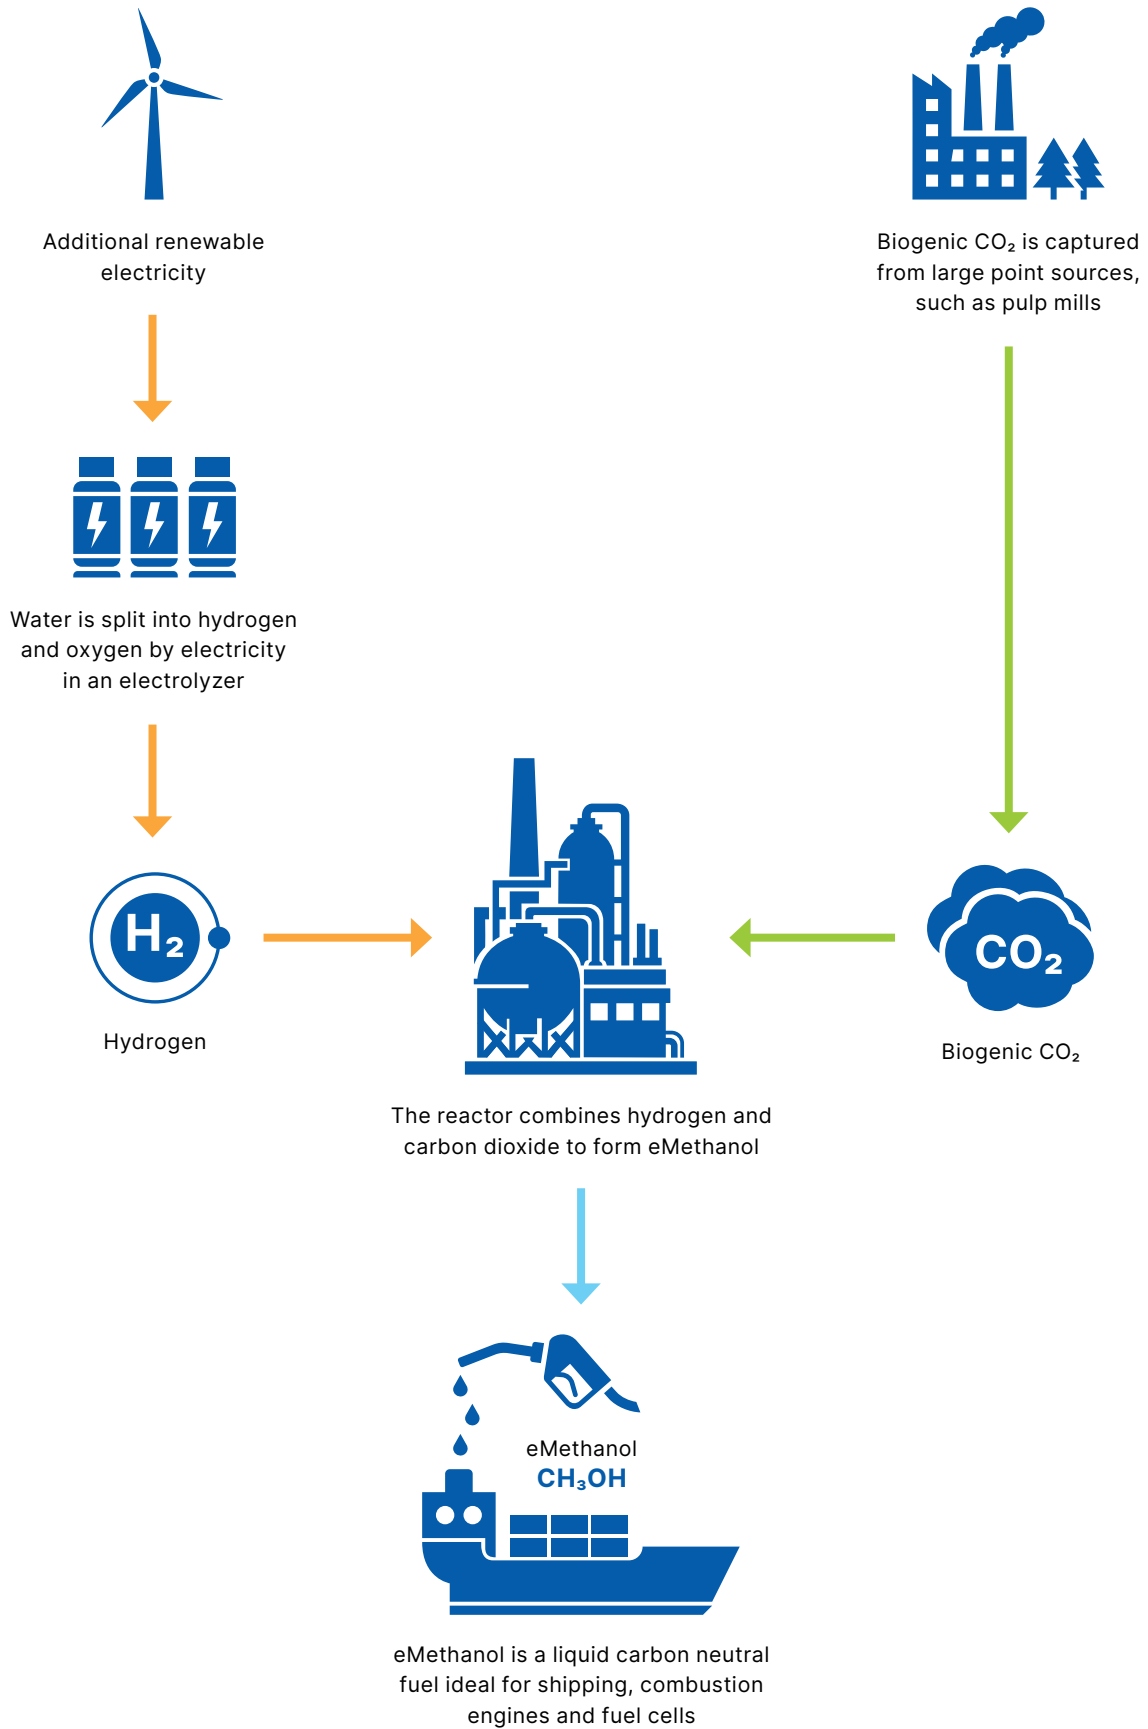 Additional renewable
electricity
Biogenic CO₂ is captured
from large point sources,
such as pulp mills
Water is split into hydrogen
and oxygen by electricity
in an electrolyzer
H₂
Hydrogen
CO₂
Biogenic CO₂
The reactor combines hydrogen and
carbon dioxide to form eMethanol
eMethanol
CH₃OH
eMethanol is a liquid carbon neutral
fuel ideal for shipping, combustion
engines and fuel cells